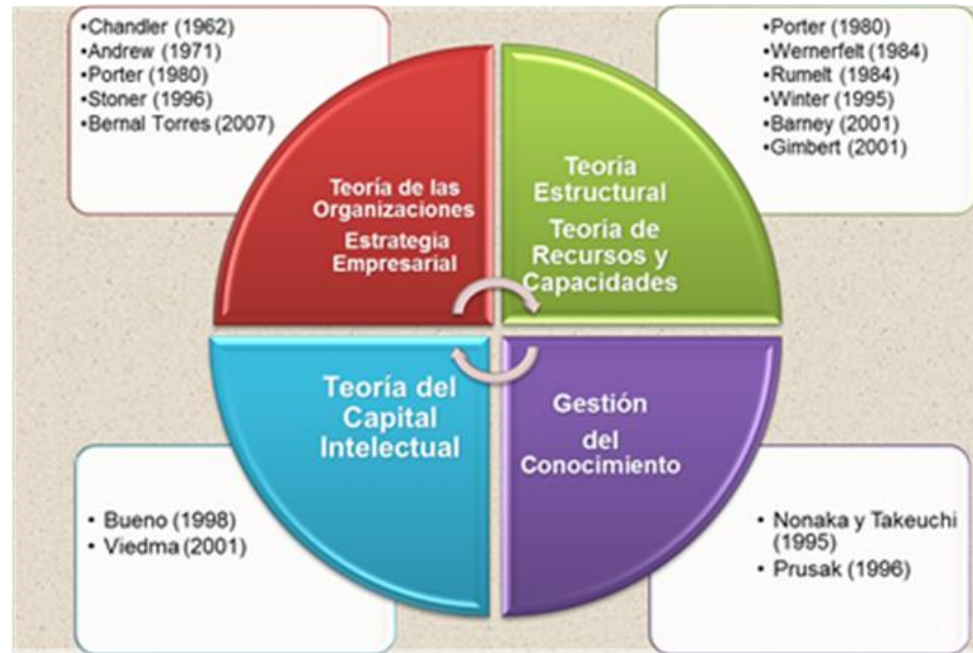 •Chandler (1962)
•Andrew (1971)
•Porter (1980)
•Stoner (1996)
•Bernal Torres (2007)
•Porter (1980)
•Wernerfelt (1984)
•Rumelt (1984)
•Winter (1995)
•Barney (2001)
•Gimbert (2001)
Teoría de las
Organizaciones
Estrategia
Empresarial
Teoría
Estructural
Teoría de
Recursos y
Capacidades
Teoría del
Capital
Intelectual
Gestión
del
Conocimiento
• Bueno (1998)
• Viedma (2001)
• Nonaka y Takeuchi
(1995)
• Prusak (1996)